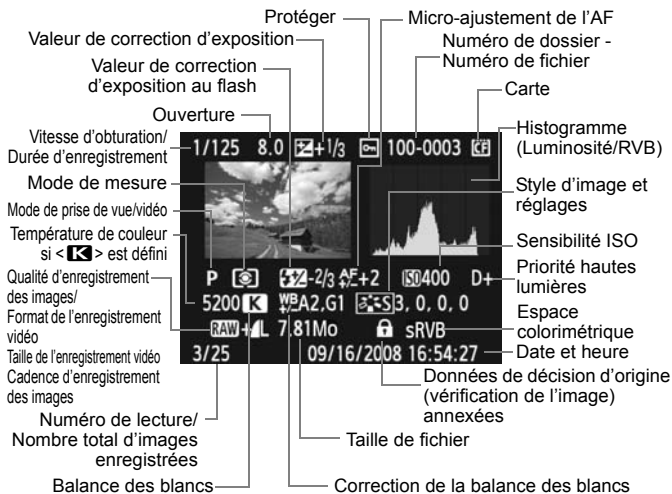 Protéger
Micro-ajustement de l'AF
Valeur de correction d'exposition
Numéro de dossier -
Numéro de fichier
Valeur de correction
d'exposition au flash
Carte
Ouverture
Histogramme
(Luminosité/RVB)
Vitesse d'obturation/
Durée d'enregistrement
1/125 8.0 +1/3 100-0003 CF
Mode de mesure
Style d'image et
réglages
Mode de prise de vue/vidéo
Température de couleur
si < K > est défini
Sensibilité ISO
P -2/3 AF+2 ISO400 D+
Priorité hautes
lumières
Qualité d'enregistrement
des images/
Format de l'enregistrement
vidéo
Taille de l'enregistrement vidéo
Cadence d'enregistrement
des images
5200 K WB A2,G1 S 3, 0, 0, 0
Espace
colorimétrique
RAW+L 7.81Mo sRVB
3/25 09/16/2008 16:54:27
Date et heure
Données de décision d'origine
(vérification de l'image)
annexées
Numéro de lecture/
Nombre total d'images
enregistrées
Taille de fichier
Balance des blancs
Correction de la balance des blancs